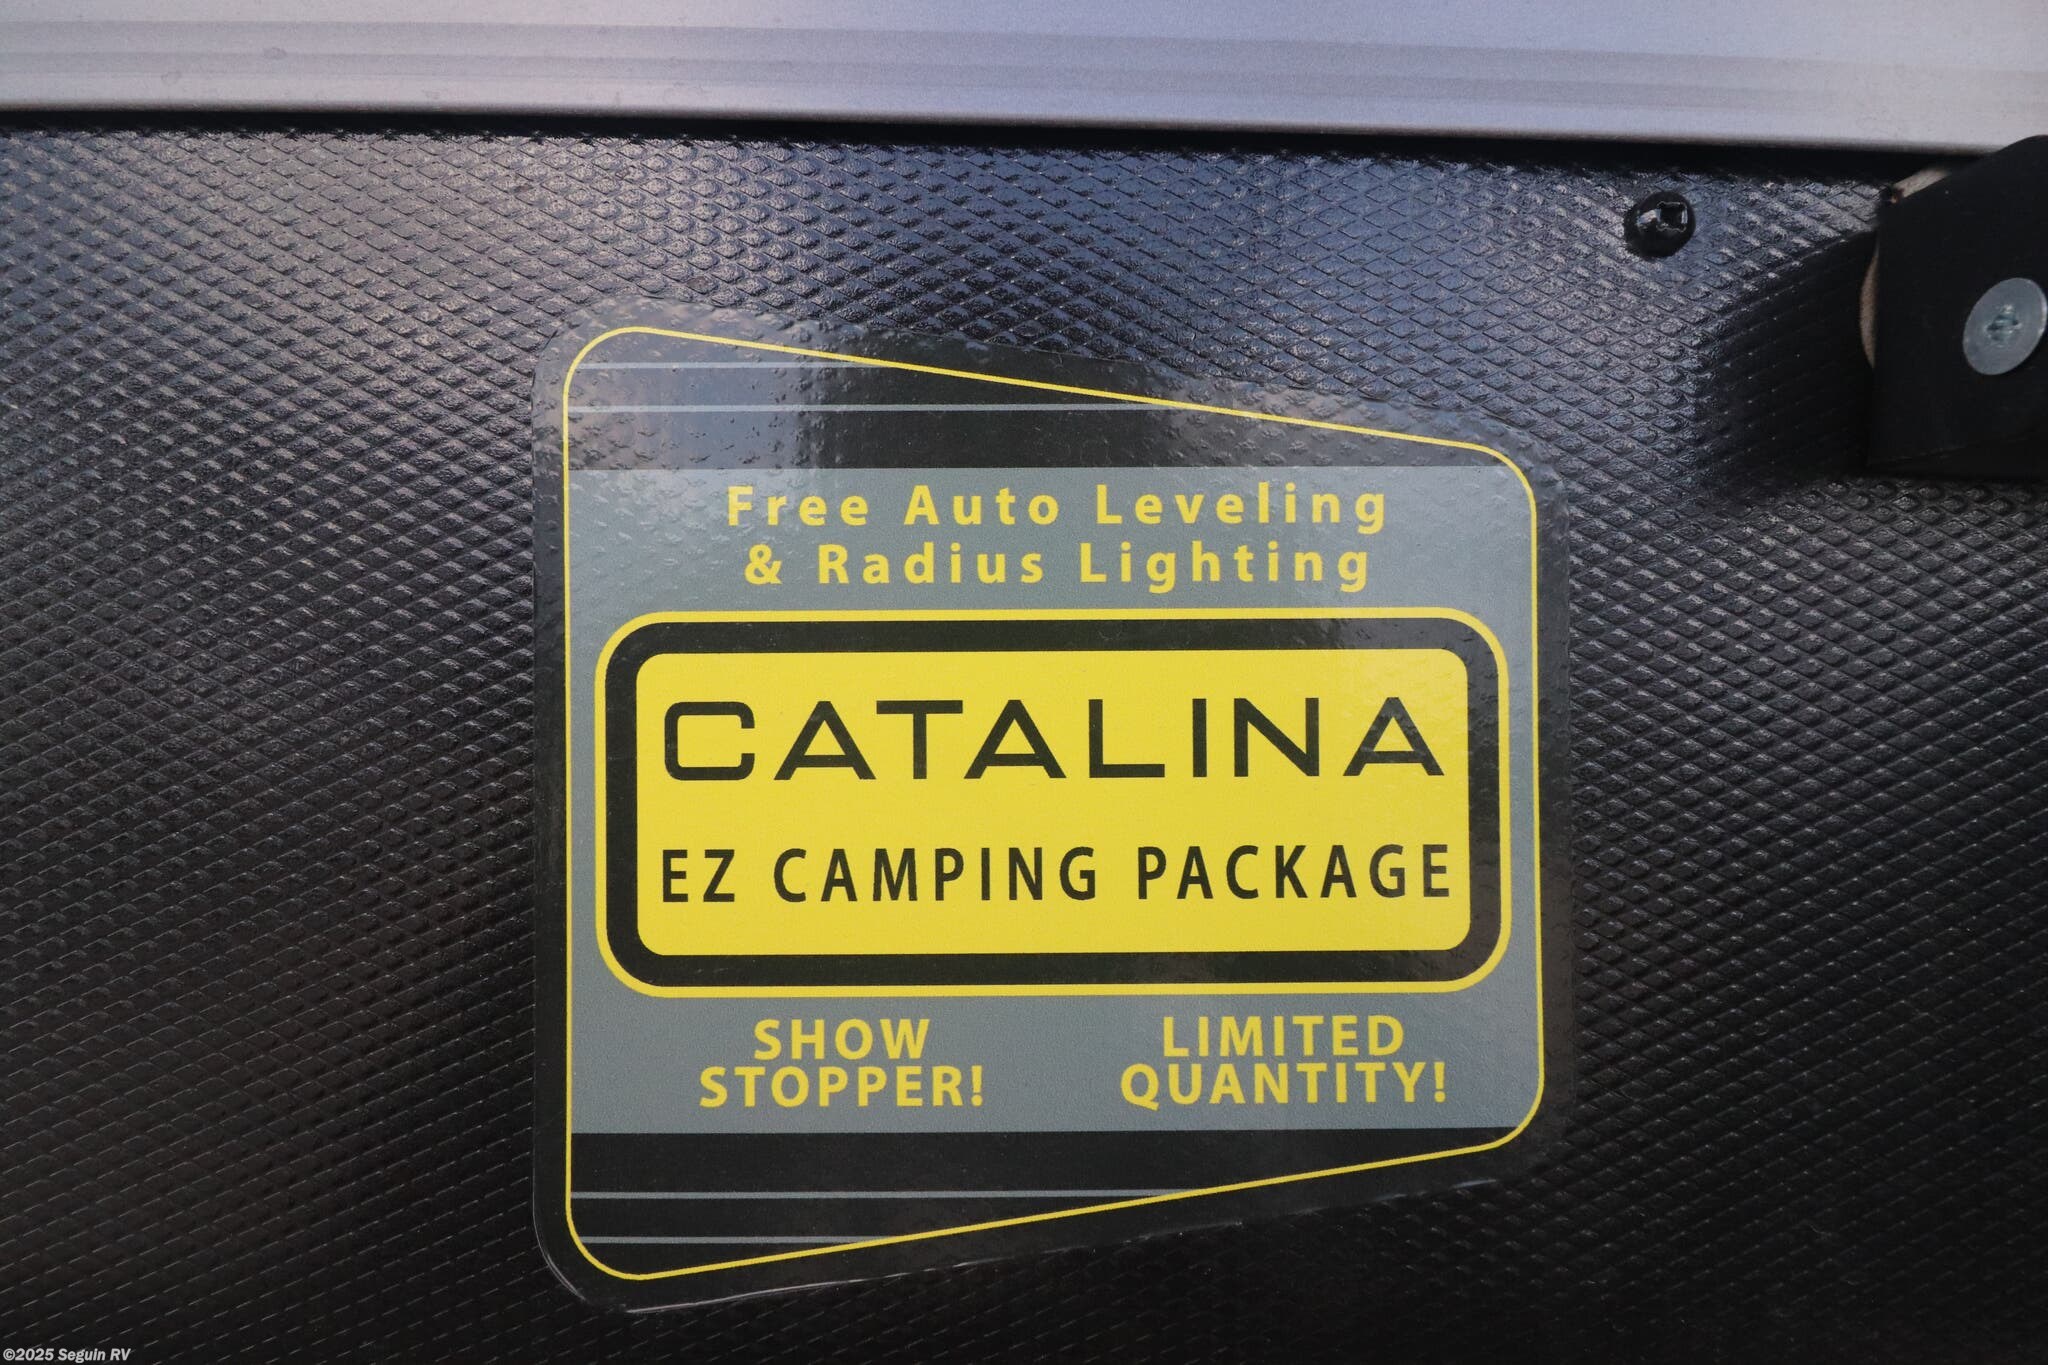 Free Auto Leveling
& Radius Lighting
CATALINA
EZ CAMPING PACKAGE
SHOW
STOPPER!
LIMITED
QUANTITY!
©2025 Seguin RV